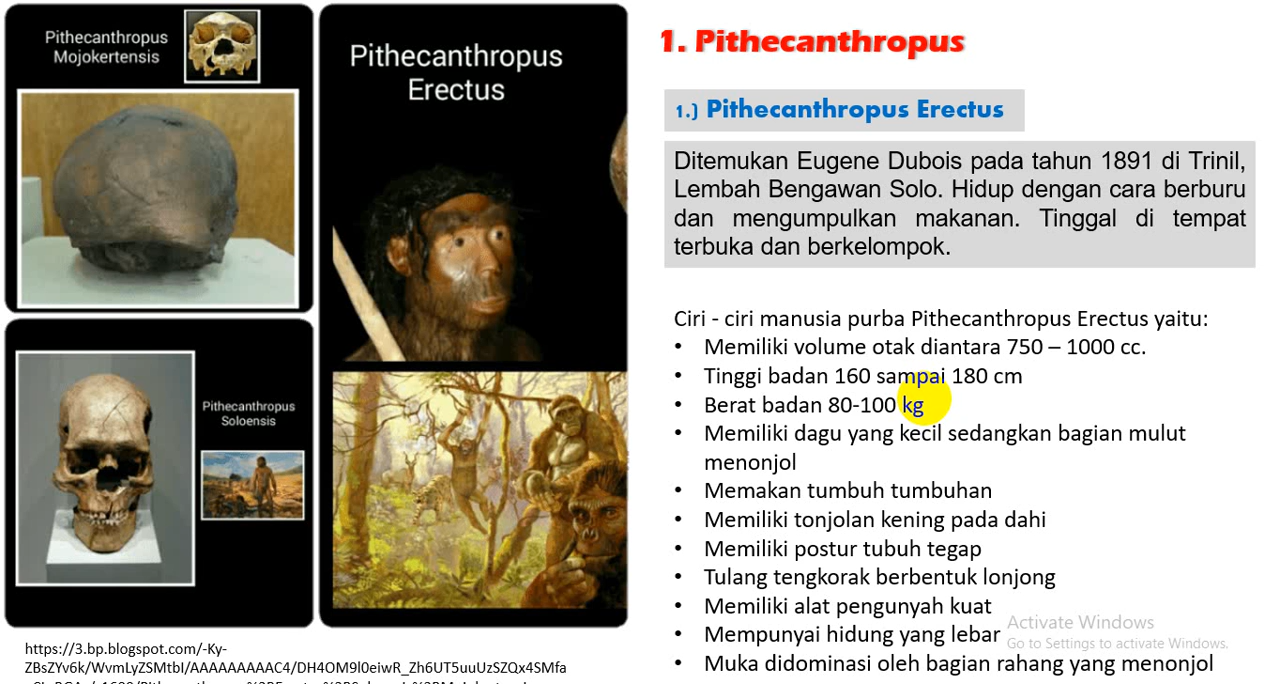 Pithecanthropus
Mojokertensis
Pithecanthropus
Soloensis
Pithecanthropus
Erectus
https://3.bp.blogspot.com/-Ky-
1. Pithecanthropus
1.) Pithecanthropus Erectus
Ditemukan Eugene Dubois pada tahun 1891 di Trinil,
Lembah Bengawan Solo. Hidup dengan cara berburu
dan mengumpulkan makanan. Tinggal di tempat
terbuka dan berkelompok.
Ciri - ciri manusia purba Pithecanthropus Erectus yaitu:
• Memiliki volume otak diantara 750 – 1000 cc.
• Tinggi badan 160 sampai 180 cm
• Berat badan 80-100 kg
• Memiliki dagu yang kecil sedangkan bagian mulut
menonjol
• Memakan tumbuh tumbuhan
• Memiliki tonjolan kening pada dahi
• Memiliki postur tubuh tegap
• Tulang tengkorak berbentuk lonjong
• Memiliki alat pengunyah kuat
• Mempunyai hidung yang lebar
• Muka didominasi oleh bagian rahang yang menonjol
Activate Windows
Go to Settings to activate Windows.